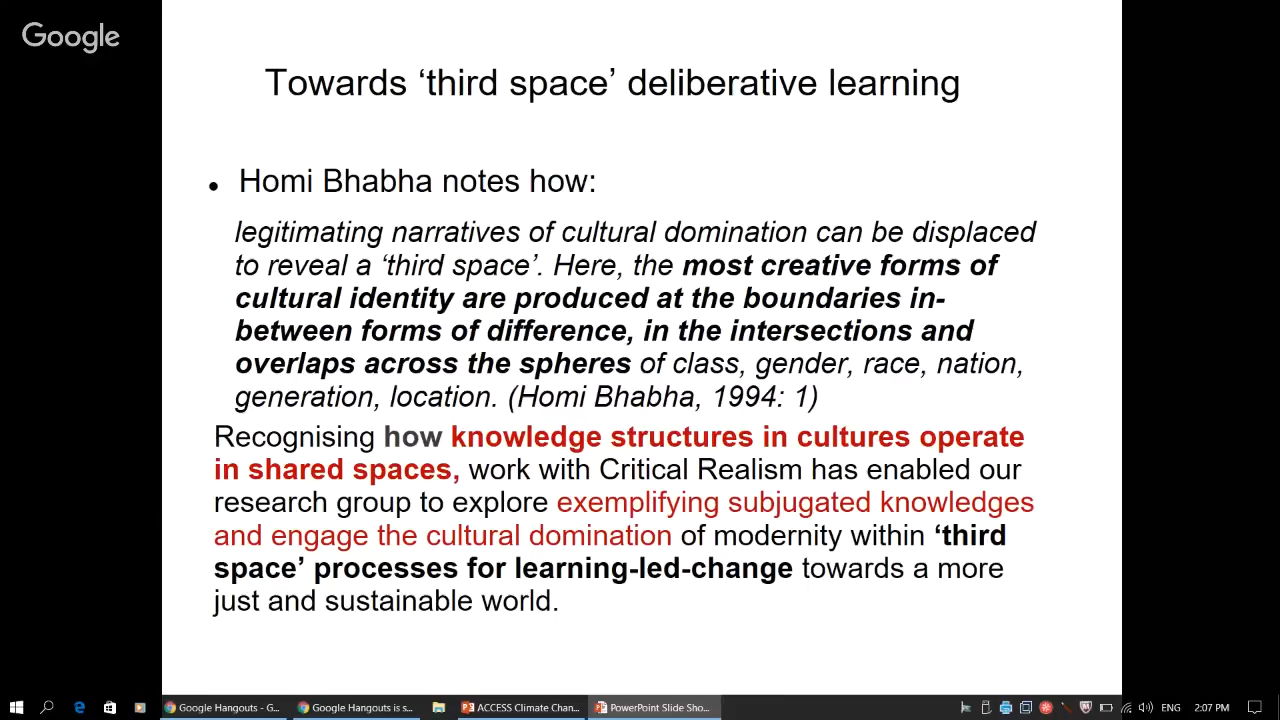 Google
Towards ‘third space’ deliberative learning
• Homi Bhabha notes how:
legitimating narratives of cultural domination can be displaced
to reveal a ‘third space’. Here, the most creative forms of
cultural identity are produced at the boundaries in-
between forms of difference, in the intersections and
overlaps across the spheres of class, gender, race, nation,
generation, location. (Homi Bhabha, 1994: 1)
Recognising how knowledge structures in cultures operate
in shared spaces, work with Critical Realism has enabled our
research group to explore exemplifying subjugated knowledges
and engage the cultural domination of modernity within ‘third
space’ processes for learning-led-change towards a more
just and sustainable world.
Google Hangouts - G... Google Hangouts is s... ACCESS Climate Chan... PowerPoint Slide Sho... ENG 2:07 PM